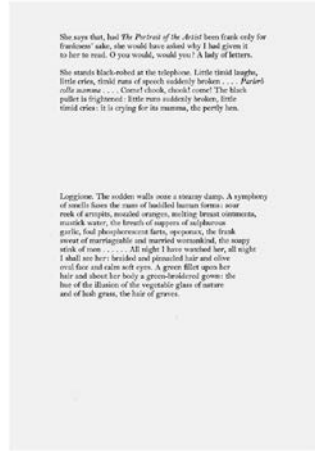 She says that, had The Portrait of the Artist been frank only for
frankness' sake, she would have asked why I had given it
to her to read. O you would, would you? A lady of letters.
She stands black-robed at the telephone. Little timid laughs,
little cries, timid runs of speech suddenly broken .... Parlerò
colla mamma .... Come! chook, chook! come! The black
pullet is frightened: little runs suddenly broken, little
timid cries: it is crying for its mamma, the portly hen.
Loggione. The sodden walls ooze a steamy damp. A symphony
of smells fuses the mass of huddled human forms: sour
reek of armpits, nozzled oranges, melting breast ointments,
mastick water, the breath of suppers of sulphurous
garlic, foul phosphorescent farts, opoponax, the frank
sweat of marriageable and married womankind, the soapy
stink of men ...... All night I have watched her, all night
I shall see her: braided and pinnacled hair and olive
oval face and calm soft eyes. A green fillet upon her
hair and about her body a green-broidered gown: the
hue of the illusion of the vegetable glass of nature
and of lush grass, the hair of graves.